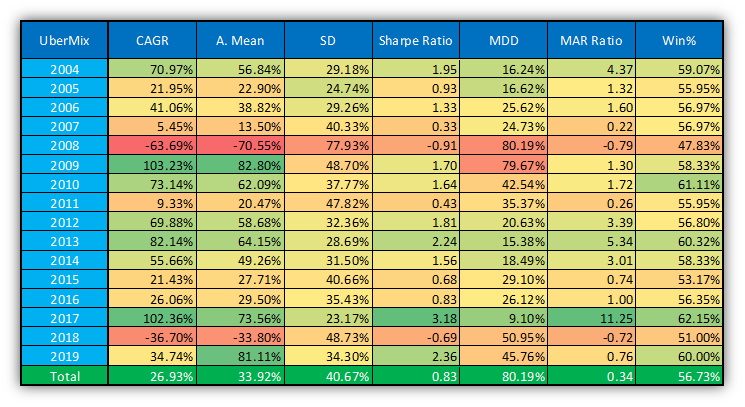 UberMix CAGR A. Mean SD Sharpe Ratio MDD MAR Ratio Win%
2004 70.97% 56.84% 29.18% 1.95 16.24% 4.37 59.07%
2005 21.95% 22.90% 24.74% 0.93 16.62% 1.32 55.95%
2006 41.06% 38.82% 29.26% 1.33 25.62% 1.60 56.97%
2007 5.45% 13.50% 40.33% 0.33 24.73% 0.22 56.97%
2008 -63.69% -70.55% 77.93% -0.91 80.19% -0.79 47.83%
2009 103.23% 82.80% 48.70% 1.70 79.67% 1.30 58.33%
2010 73.14% 62.09% 37.77% 1.64 42.54% 1.72 61.11%
2011 9.33% 20.47% 47.82% 0.43 35.37% 0.26 55.95%
2012 69.88% 58.68% 32.36% 1.81 20.63% 3.39 56.80%
2013 82.14% 64.15% 28.69% 2.24 15.38% 5.34 60.32%
2014 55.66% 49.26% 31.50% 1.56 18.49% 3.01 58.33%
2015 21.43% 27.71% 40.66% 0.68 29.10% 0.74 53.17%
2016 26.06% 29.50% 35.43% 0.83 26.12% 1.00 56.35%
2017 102.36% 73.56% 23.17% 3.18 9.10% 11.25 62.15%
2018 -36.70% -33.80% 48.73% -0.69 50.95% -0.72 51.00%
2019 34.74% 81.11% 34.30% 2.36 45.76% 0.76 60.00%
Total 26.93% 33.92% 40.67% 0.83 80.19% 0.34 56.73%